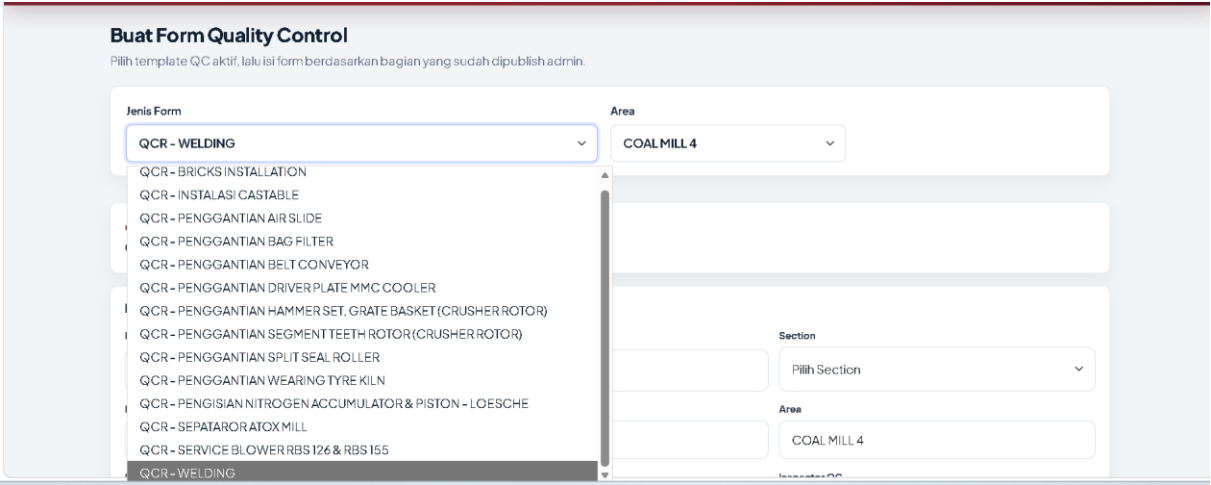 Buat Form Quality Control
Pilih template QC aktif, lalu isi form berdasarkan bagian yang sudah dipublish admin.
Jenis Form
Area
QCR - WELDING
COAL MILL 4
QCR - BRICKS INSTALLATION
QCR - INSTALASI CASTABLE
QCR - PENGGANTIAN AIR SLIDE
QCR - PENGGANTIAN BAG FILTER
QCR - PENGGANTIAN BELT CONVEYOR
QCR - PENGGANTIAN DRIVER PLATE MMC COOLER
QCR - PENGGANTIAN HAMMER SET, GRATE BASKET (CRUSHER ROTOR)
QCR - PENGGANTIAN SEGMENT TEETH ROTOR (CRUSHER ROTOR)
QCR - PENGGANTIAN SPLIT SEAL ROLLER
QCR - PENGGANTIAN WEARING TYRE KILN
QCR - PENGISIAN NITROGEN ACCUMULATOR & PISTON - LOESCHE
QCR - SEPATAROR ATOX MILL
QCR - SERVICE BLOWER RBS 126 & RBS 155
QCR - WELDING
Section
Pilih Section
Area
COAL MILL 4
Inspector QC